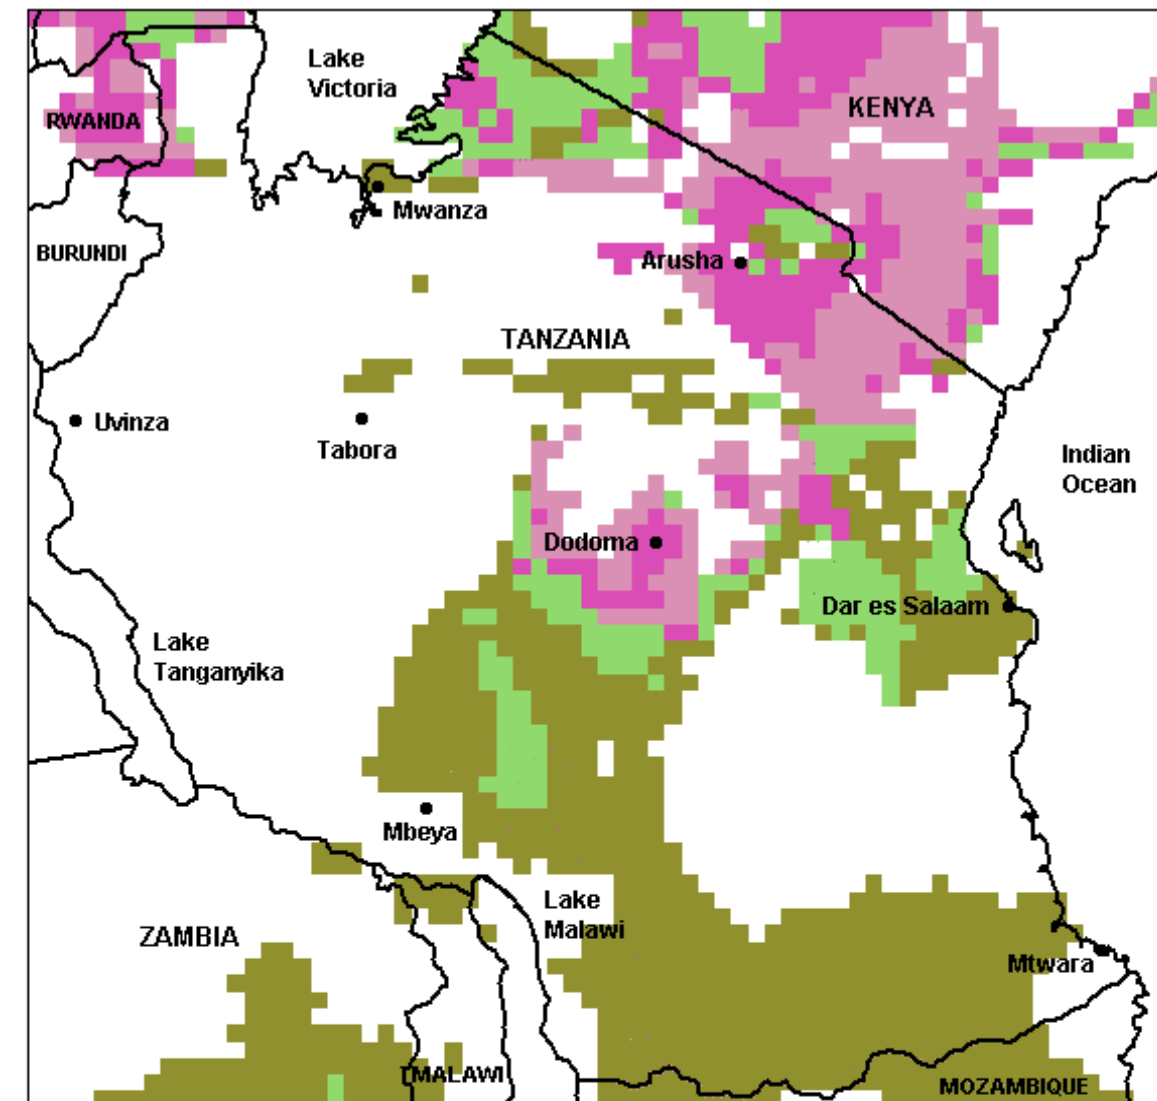 Lake
Victoria
KENYA
RWANDA
Mwanza
BURUNDI
Arusha
TANZANIA
Uvinza
Tabora
Indian
Ocean
Dodoma
Dar es Salaam
Lake
Tanganyika
Mbeya
Lake
Malawi
ZAMBIA
Mtwara
MALAWI
MOZAMBIQUE